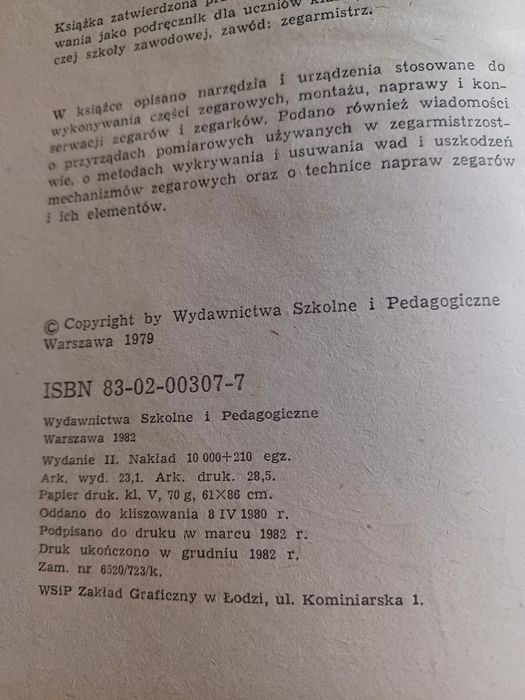 Książka zatwierdzona
wania jako podręcznik dla uczniów
czej szkoły zawodowej, zawód: zegarmistrz.
W książce opisano narzędzia i urządzenia stosowane do
wykonywania części zegarowych, montażu, naprawy i kon-
serwacji zegarów i zegarków. Podano również wiadomości
o przyrządach pomiarowych używanych w zegarmistrzost-
wie, o metodach wykrywania i usuwania wad i uszkodzeń
mechanizmów zegarowych oraz o technice napraw zegarów
i ich elementów.
© Copyright by Wydawnictwa Szkolne i Pedagogiczne
Warszawa 1979
ISBN 83-02-00307-7
Wydawnictwa Szkolne i Pedagogiczne
Warszawa 1982
Wydanie II. Nakład 10 000+210 egz.
Ark. wyd. 23,1. Ark. druk. 28,5.
Papier druk. kl. V, 70 g, 61×86 cm.
Oddano do kliszowania 8 IV 1980 r.
Podpisano do druku w marcu 1982 r.
Druk ukończono w grudniu 1982 r.
Zam. nr 6520/723/k.
WSiP Zakład Graficzny w Łodzi, ul. Kominiarska 1.